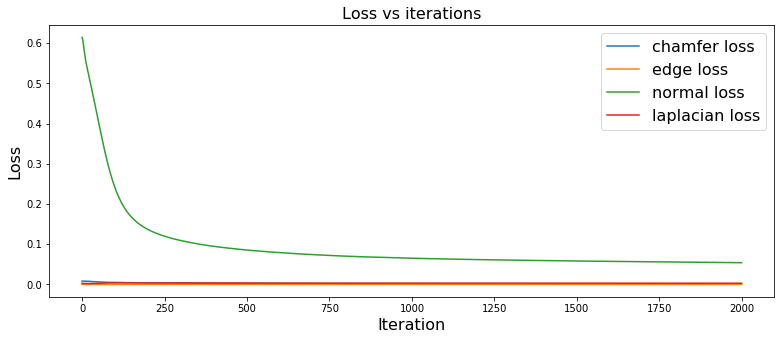 Loss vs iterations
Loss
0.6
0.5
0.4
0.3
0.2
0.1
0.0
chamfer loss
edge loss
normal loss
laplacian loss
0 250 500 750 1000 1250 1500 1750 2000
Iteration